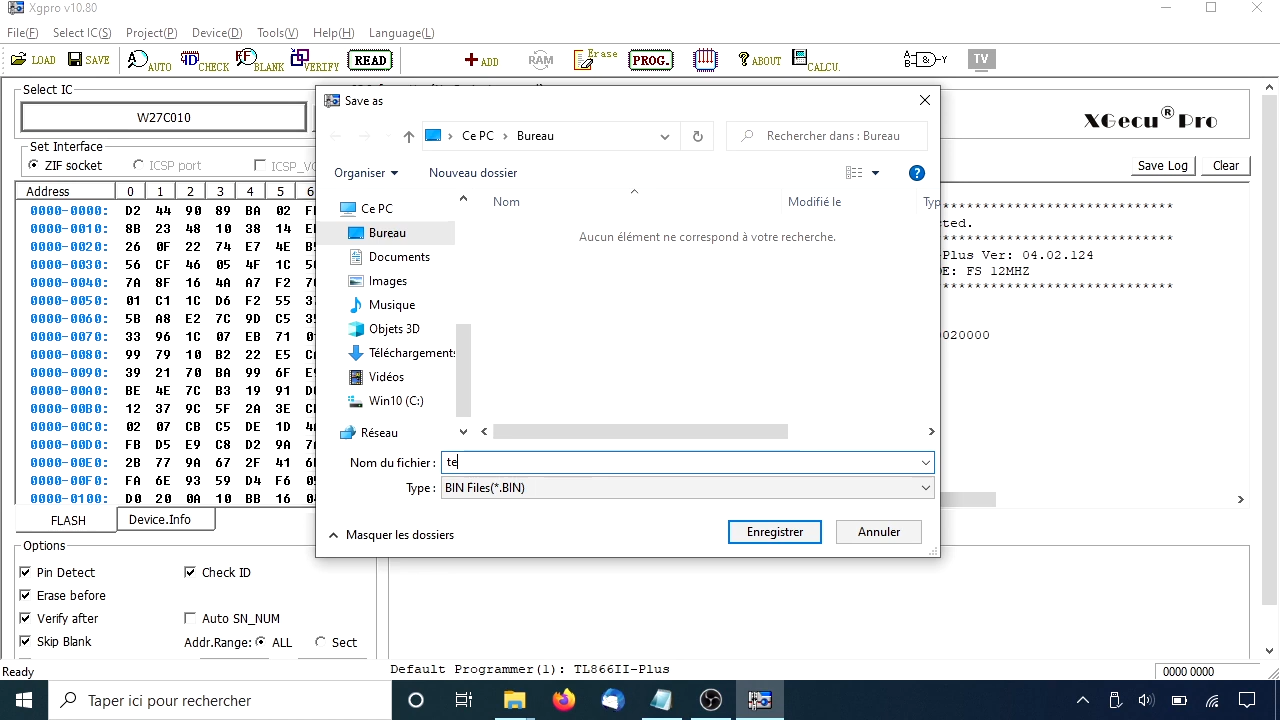 Xgpro v10.80
File(F) Select IC(S) Project(P) Device(D) Tools(V) Help(H) Language(L)
LOAD SAVE AUTO CHECK BLANK VERIFY READ ADD RAM Erase PROG. ABOUT CALCU. & Y TV
Select IC
W27C010
XGecu® Pro
Set Interface
ZIF socket ICSP port ICSP_VC
Save Log Clear
Address 0 1 2 3 4 5 6
0000-0000: D2 44 90 89 BA 02
0000-0010: 8B 23 48 10 38 14
0000-0020: 26 0F 22 74 E7 4E
0000-0030: 56 CF 46 05 4F 1C
0000-0040: 7A 8F 16 4A A7 F2
0000-0050: 01 C1 1C D6 F2 55
0000-0060: 5B A8 E2 7C 9D C5
0000-0070: 33 96 1C 07 EB 71
0000-0080: 99 79 10 B2 22 E5
0000-0090: 39 21 70 BA 99 6F
0000-00A0: BE 4E 7C B3 19 91
0000-00B0: 12 37 9C 5F 2A 3E
0000-00C0: 02 07 CB C5 DE 1D
0000-00D0: FB D5 E9 C8 D2 9A
0000-00E0: 2B 77 9A 67 2F 41
0000-00F0: FA 6E 93 59 D4 F6
0000-0100: D0 20 0A 10 BB 16
cted.
Plus Ver: 04.02.124
DE: FS 12MHZ
020000
Save as
Ce PC Bureau
Rechercher dans : Bureau
Organiser Nouveau dossier
Nom Modifié le Typ
Aucun élément ne correspond à votre recherche.
Ce PC
Bureau
Documents
Images
Musique
Objets 3D
Téléchargements
Vidéos
Win10 (C:)
Réseau
Nom du fichier : te
Type : BIN Files(*.BIN)
Masquer les dossiers Enregistrer Annuler
FLASH Device.Info
Options
Pin Detect Check ID
Erase before
Verify after Auto SN_NUM
Skip Blank Addr.Range: ALL Sect
Default Programmer(1): TL866II-Plus
Ready 0000 0000
Taper ici pour rechercher